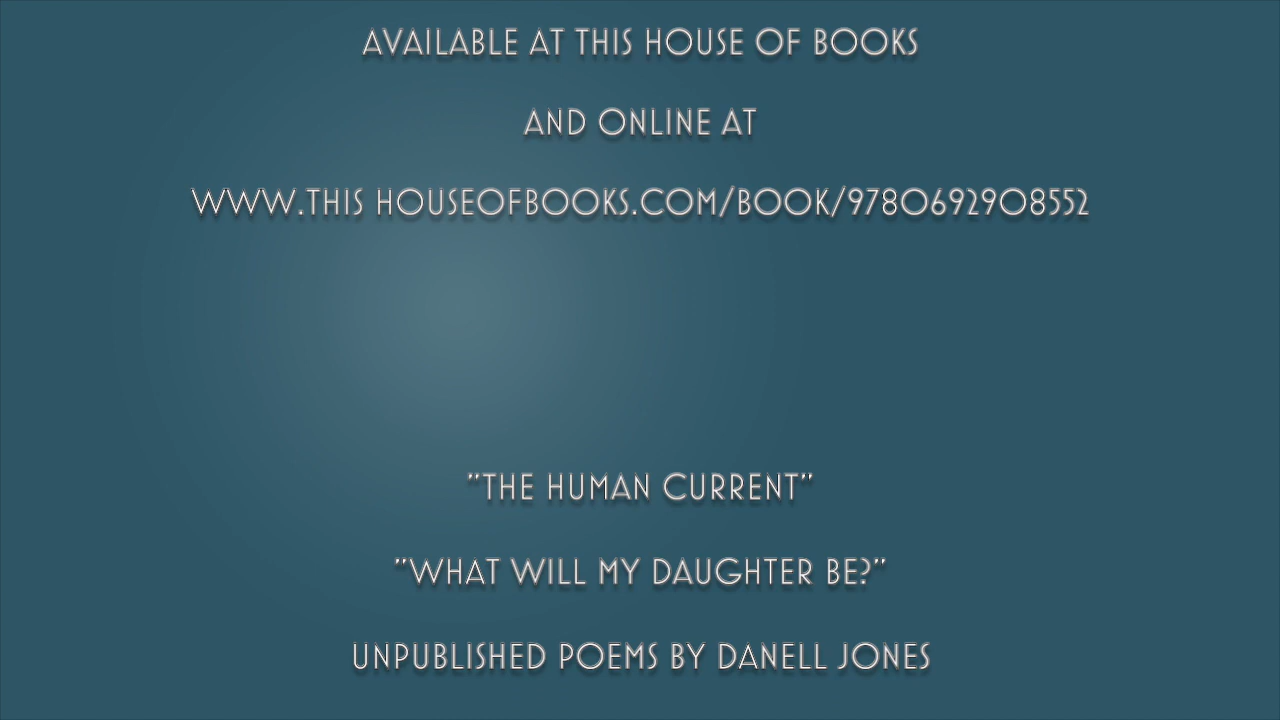 AVAILABLE AT THIS HOUSE OF BOOKS
AND ONLINE AT
WWW.THIS HOUSEOFBOOKS.COM/BOOK/9780692908552
"THE HUMAN CURRENT"
"WHAT WILL MY DAUGHTER BE?"
UNPUBLISHED POEMS BY DANELL JONES